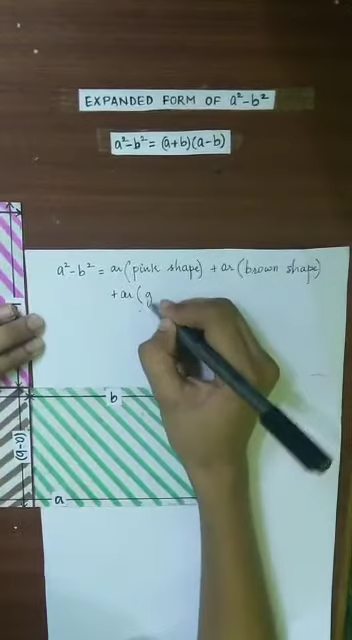 EXPANDED FORM OF a²-b²
a²-b² = (a+b)(a-b)
a²-b² = ar(pink shape) + ar(brown shape)
+ ar(g
b
(a-b)
a